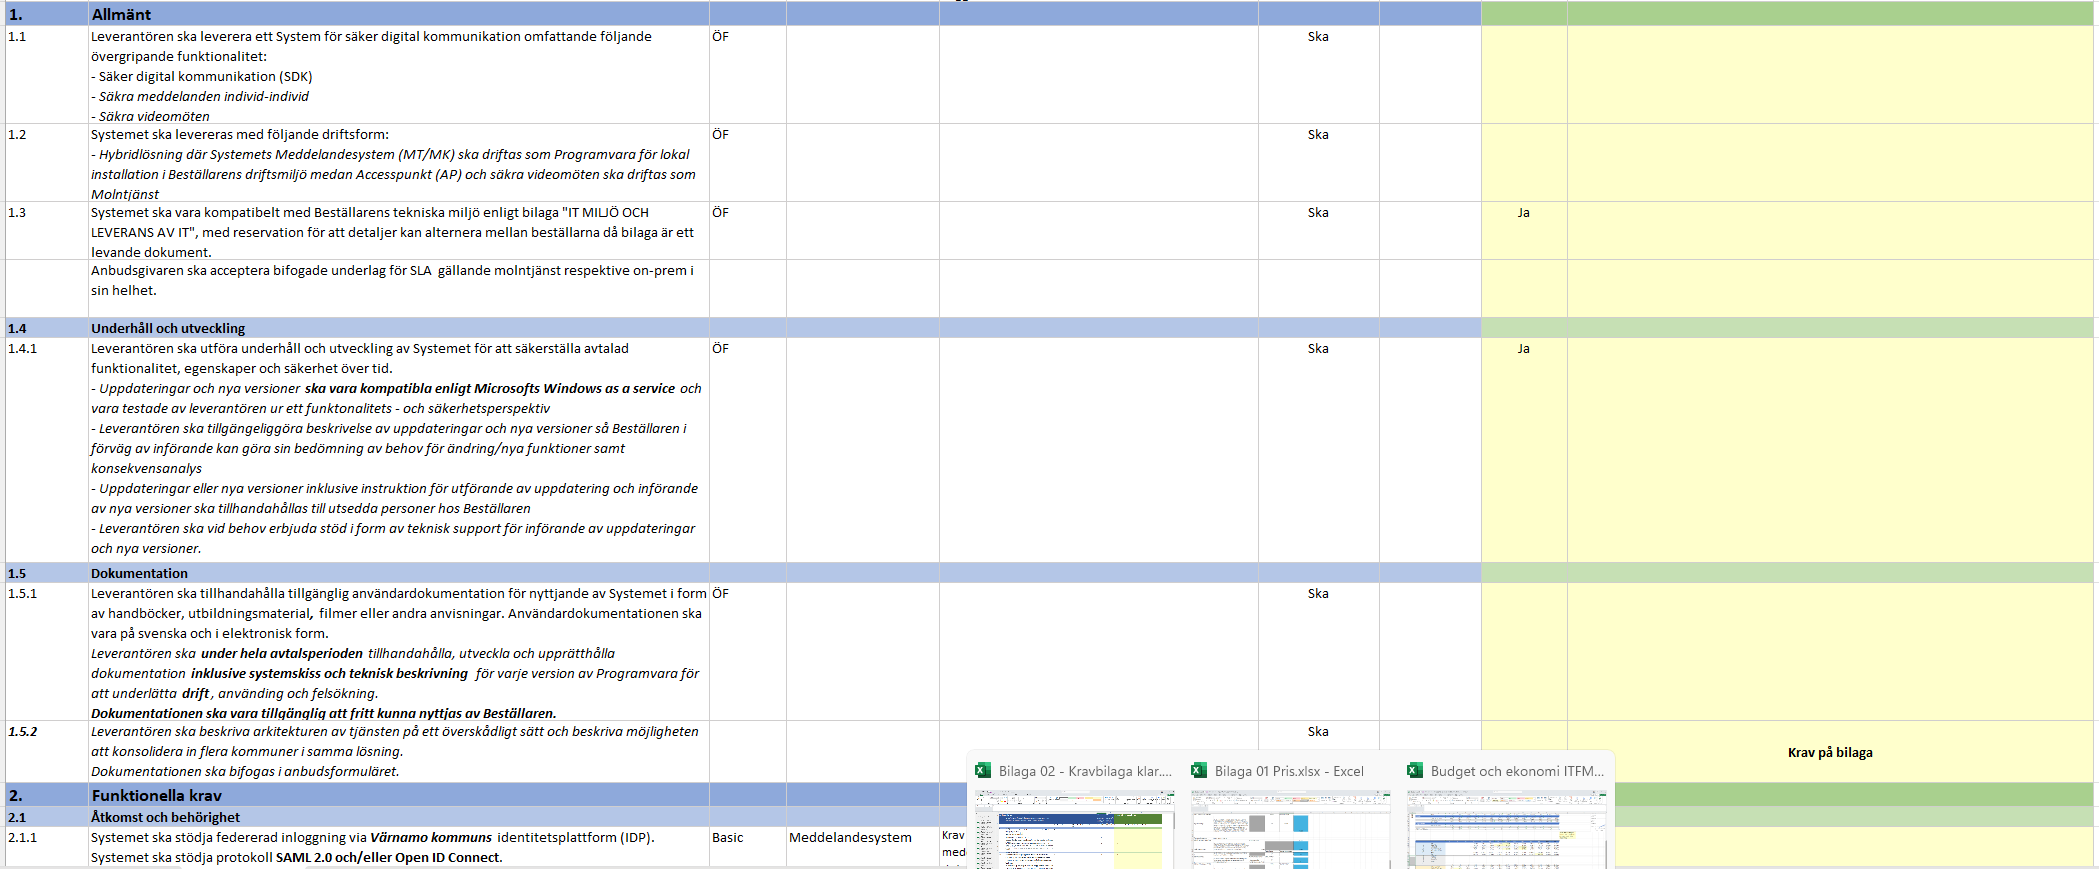 1. Allmänt
1.1 Leverantören ska leverera ett System för säker digital kommunikation omfattande följande ÖF Ska
övergripande funktionalitet:
- Säker digital kommunikation (SDK)
- Säkra meddelanden individ-individ
- Säkra videomöten
1.2 Systemet ska levereras med följande driftsform: ÖF Ska
- Hybridlösning där Systemets Meddelandesystem (MT/MK) ska driftas som Programvara för lokal
installation i Beställarens driftsmiljö medan Accesspunkt (AP) och säkra videomöten ska driftas som
Molntjänst
1.3 Systemet ska vara kompatibelt med Beställarens tekniska miljö enligt bilaga "IT MILJÖ OCH ÖF Ska Ja
LEVERANS AV IT", med reservation för att detaljer kan alternera mellan beställarna då bilaga är ett
levande dokument.
Anbudsgivaren ska acceptera bifogade underlag för SLA gällande molntjänst respektive on-prem i
sin helhet.
1.4 Underhåll och utveckling
1.4.1 Leverantören ska utföra underhåll och utveckling av Systemet för att säkerställa avtalad ÖF Ska Ja
funktionalitet, egenskaper och säkerhet över tid.
- Uppdateringar och nya versioner ska vara kompatibla enligt Microsofts Windows as a service och
vara testade av leverantören ur ett funktonalitets - och säkerhetsperspektiv
- Leverantören ska tillgängeliggöra beskrivelse av uppdateringar och nya versioner så Beställaren i
förväg av införande kan göra sin bedömning av behov för ändring/nya funktioner samt
konsekvensanalys
- Uppdateringar eller nya versioner inklusive instruktion för utförande av uppdatering och införande
av nya versioner ska tillhandahållas till utsedda personer hos Beställaren
- Leverantören ska vid behov erbjuda stöd i form av teknisk support för införande av uppdateringar
och nya versioner.
1.5 Dokumentation
1.5.1 Leverantören ska tillhandahålla tillgänglig användardokumentation för nyttjande av Systemet i form ÖF Ska
av handböcker, utbildningsmaterial, filmer eller andra anvisningar. Användardokumentationen ska
vara på svenska och i elektronisk form.
Leverantören ska under hela avtalsperioden tillhandahålla, utveckla och upprätthålla
dokumentation inklusive systemskiss och teknisk beskrivning för varje version av Programvara för
att underlätta drift, använding och felsökning.
Dokumentationen ska vara tillgänglig att fritt kunna nyttjas av Beställaren.
1.5.2 Leverantören ska beskriva arkitekturen av tjänsten på ett överskådligt sätt och beskriva möjligheten Ska
att konsolidera in flera kommuner i samma lösning. Krav på bilaga
Dokumentationen ska bifogas i anbudsformuläret.
Bilaga 02 - Kravbilaga klar.... Bilaga 01 Pris.xlsx - Excel Budget och ekonomi ITFM...
2. Funktionella krav
2.1 Åtkomst och behörighet
2.1.1 Systemet ska stödja federerad inloggning via Värnamo kommuns identitetsplattform (IDP). Basic Meddelandesystem Krav
Systemet ska stödja protokoll SAML 2.0 och/eller Open ID Connect. med